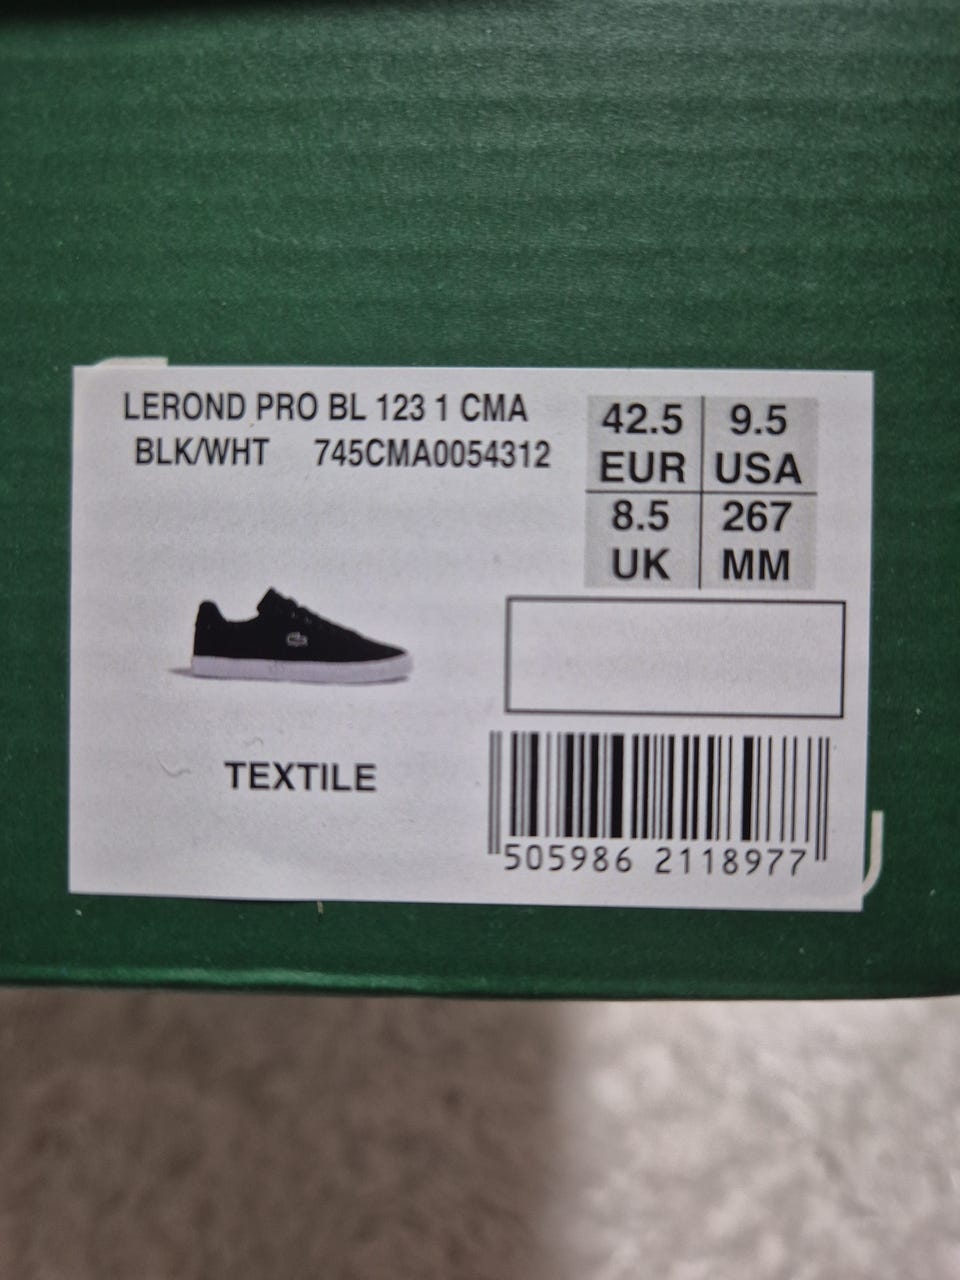 LEROND PRO BL 123 1 CMA
BLK/WHT 745CMA0054312
42.5 EUR
9.5 USA
8.5 UK
267 MM
TEXTILE
505986 2118977